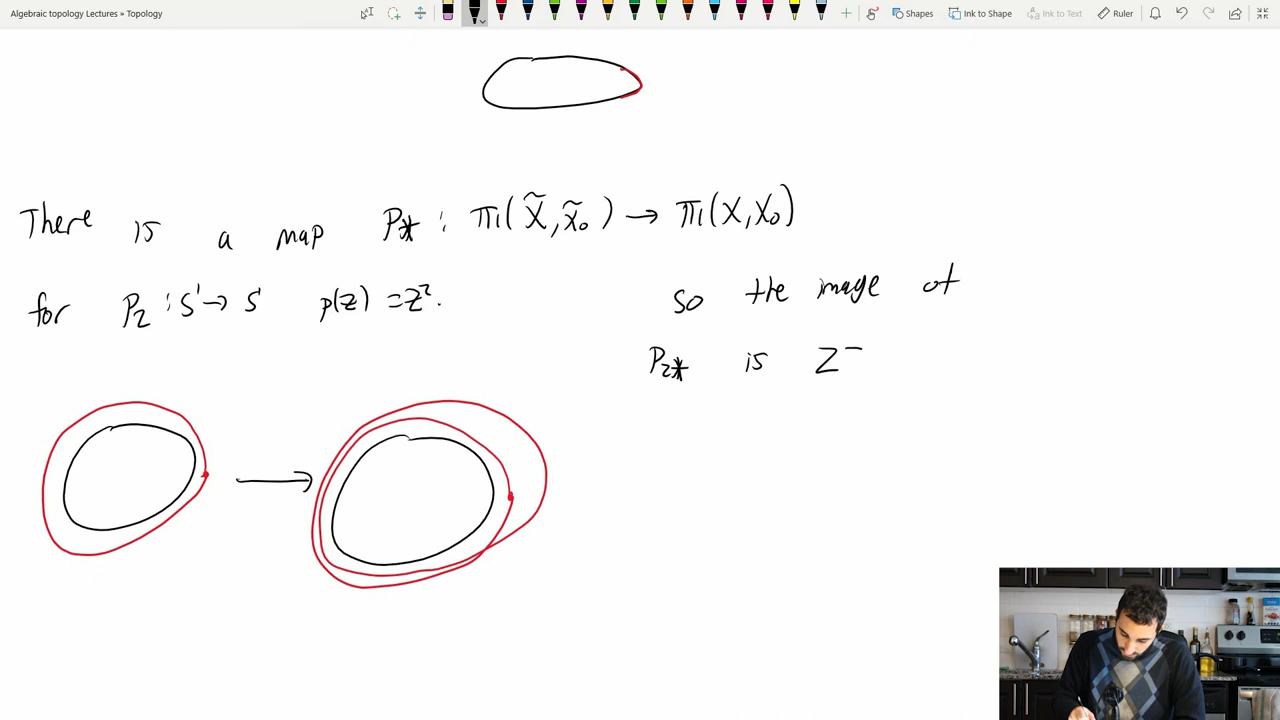 Algebraic topology Lectures » Topology
Shapes
Ink to Shape
Ink to Text
Ruler
There is a map P_* : π1(X̃, x̃₀) → π1(X, X₀)
for P₂ : S¹ → S¹ p(z) = z².
so the image of
P₂* is Z